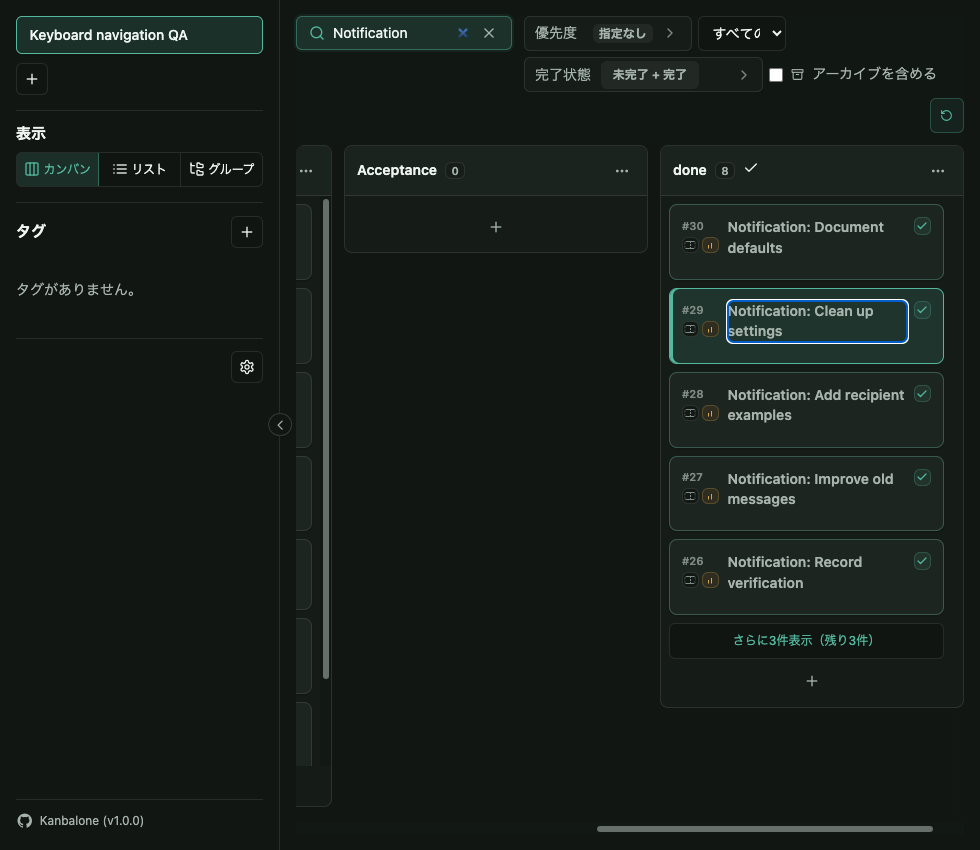 Keyboard navigation QA
表示
カンバン
リスト
グループ
タグ
タグがありません。
Kanbalone (v1.0.0)
Notification
優先度 指定なし
すべての
完了状態 未完了 + 完了
アーカイブを含める
Acceptance 0
done 8
#30
Notification: Document
defaults
#29
Notification: Clean up
settings
#28
Notification: Add recipient
examples
#27
Notification: Improve old
messages
#26
Notification: Record
verification
さらに3件表示（残り3件）